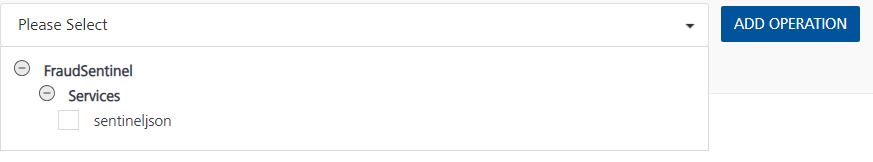 Please Select
ADD OPERATION
FraudSentinel
Services
sentineljson